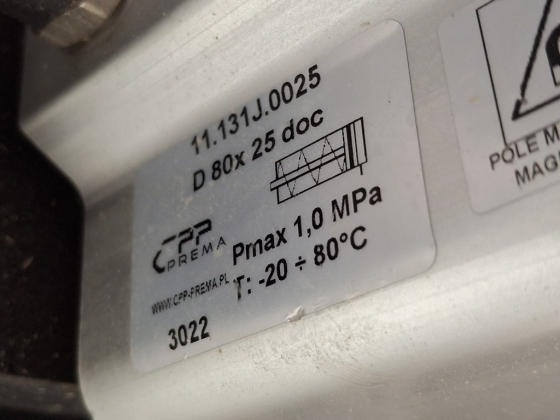 11.131J.0025
D 80x 25 doc
CPP
PREMA
Pmax 1,0 MPa
WWW.CPP-PREMA.PL
T: -20 ÷ 80°C
3022
POLE M
MAG